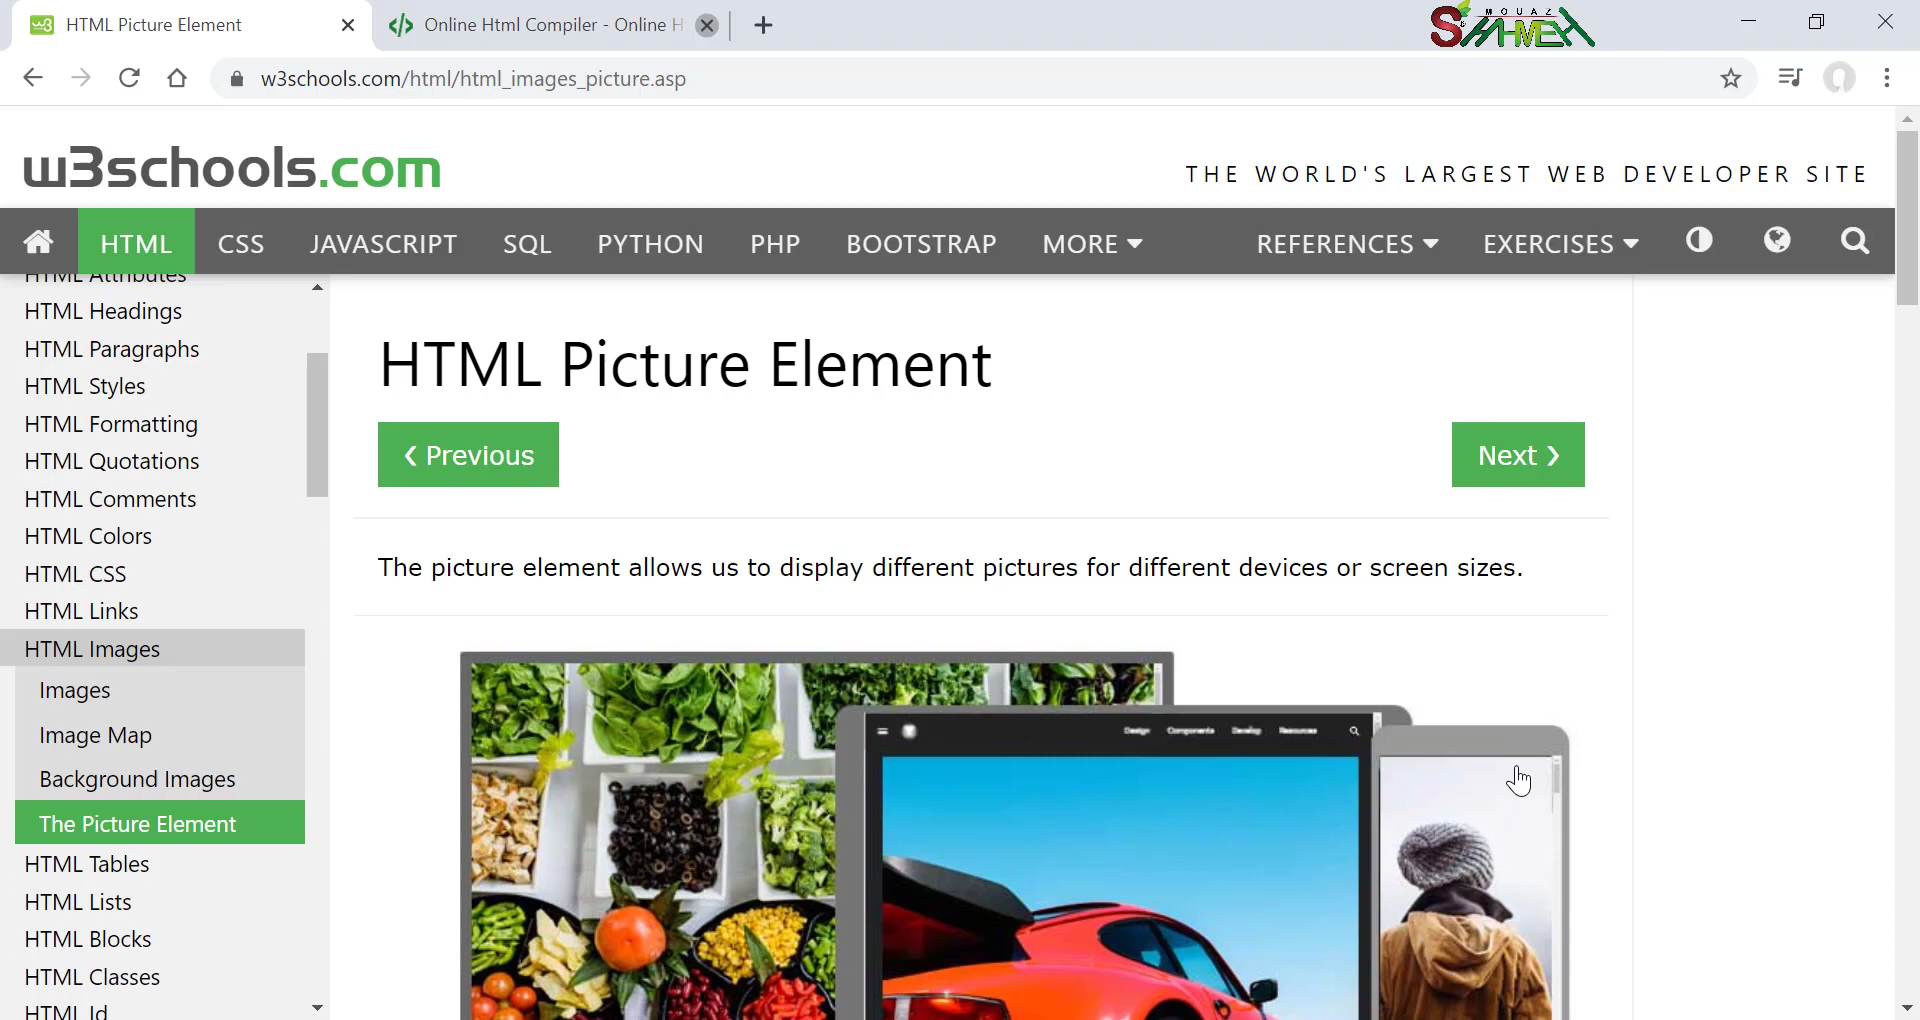 HTML Picture Element
Online Html Compiler - Online H
MOUAZ
w3schools.com/html/html_images_picture.asp
w3schools.com
THE WORLD'S LARGEST WEB DEVELOPER SITE
HTML CSS JAVASCRIPT SQL PYTHON PHP BOOTSTRAP MORE REFERENCES EXERCISES
HTML Attributes
HTML Headings
HTML Paragraphs
HTML Styles
HTML Formatting
HTML Quotations
HTML Comments
HTML Colors
HTML CSS
HTML Links
HTML Images
Images
Image Map
Background Images
The Picture Element
HTML Tables
HTML Lists
HTML Blocks
HTML Classes
HTML Id
HTML Picture Element
❮ Previous
Next ❯
The picture element allows us to display different pictures for different devices or screen sizes.
Design Components Develop Resources